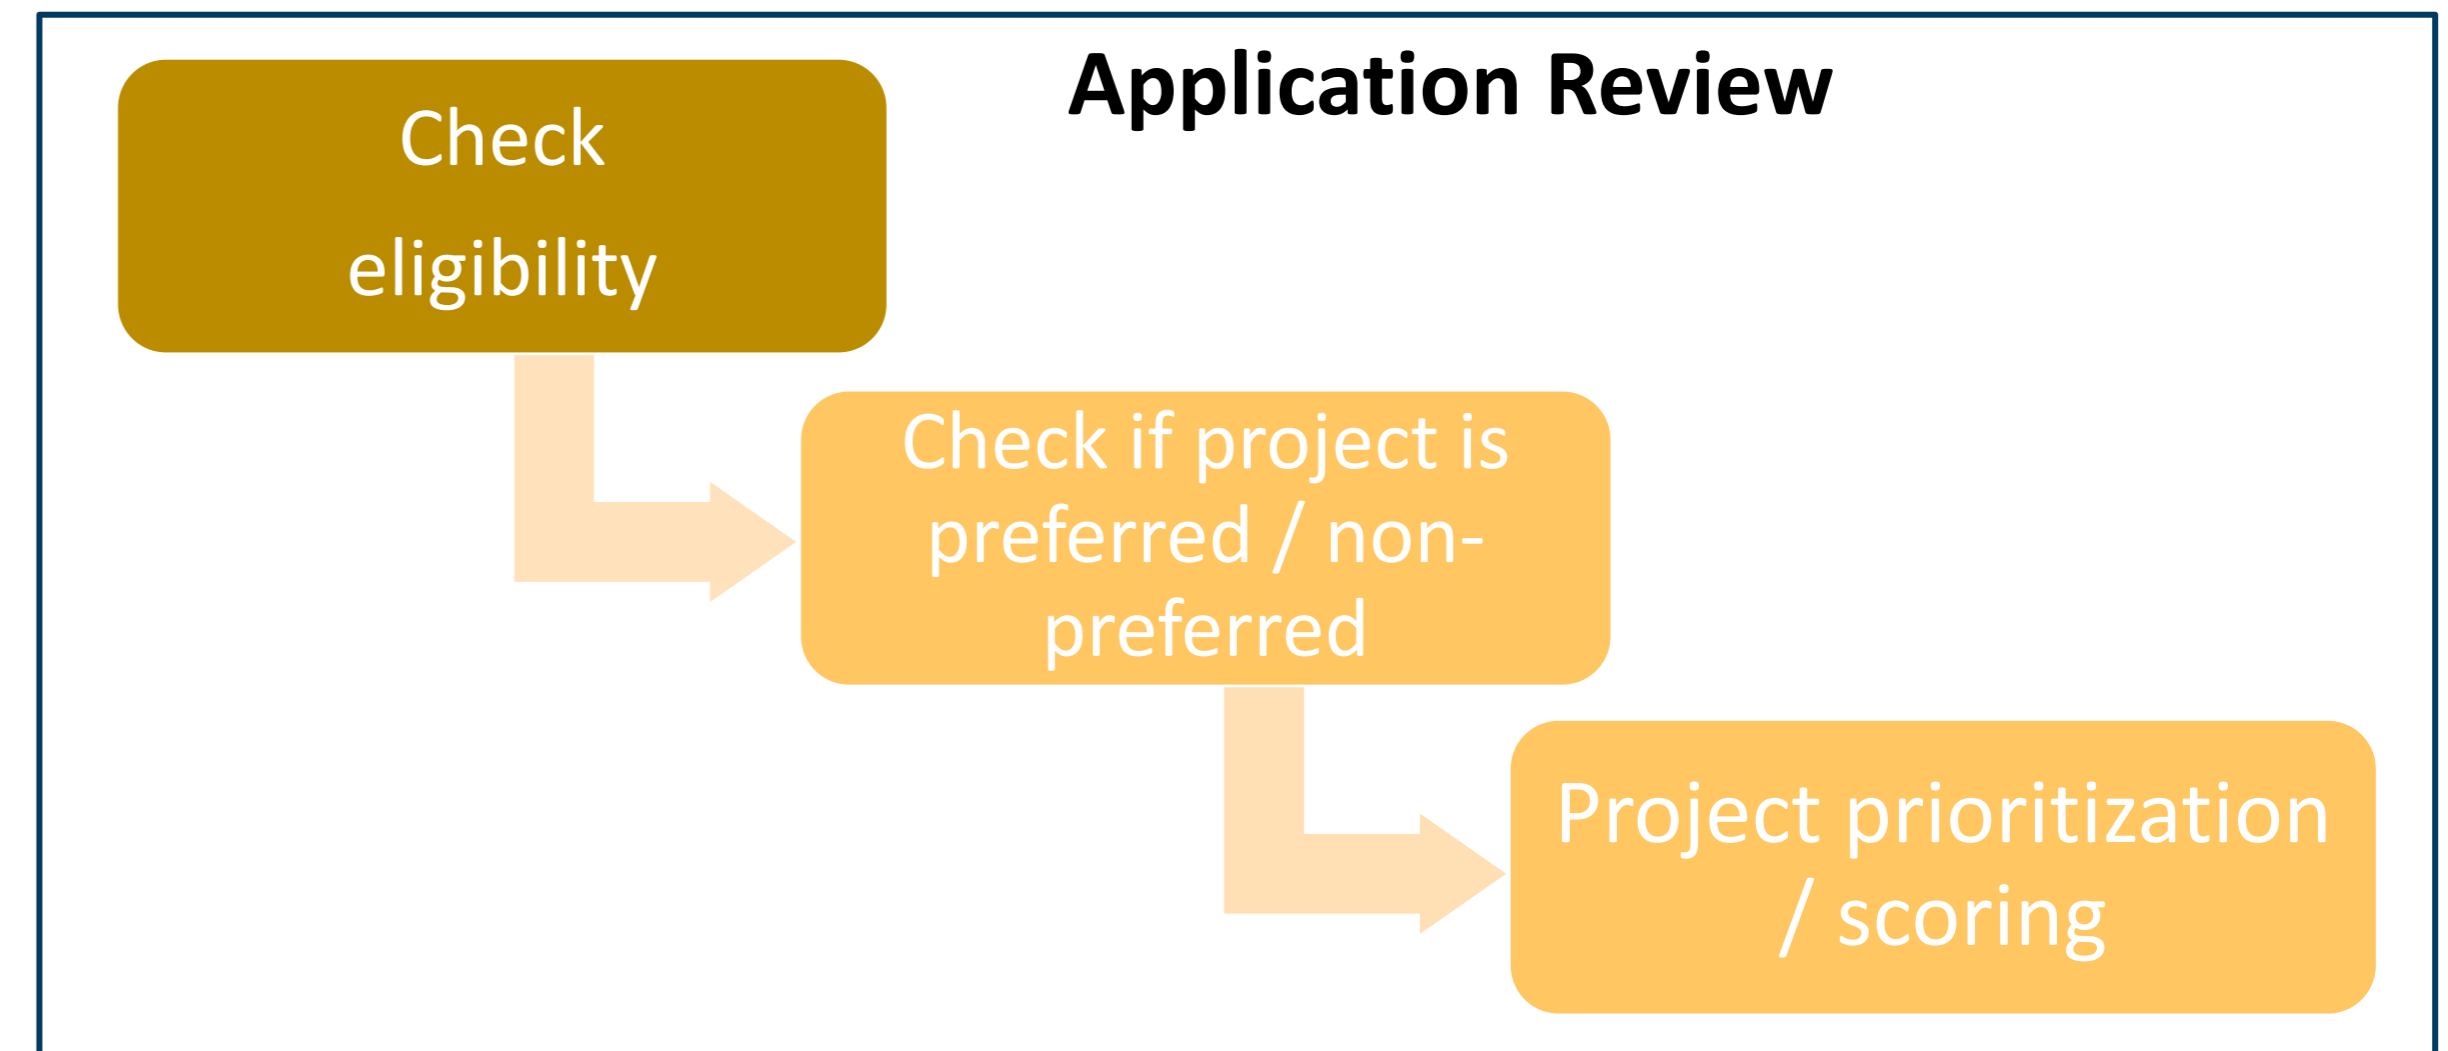 Application Review
Check
eligibility
Check if project is
preferred / non-
preferred
Project prioritization
/ scoring